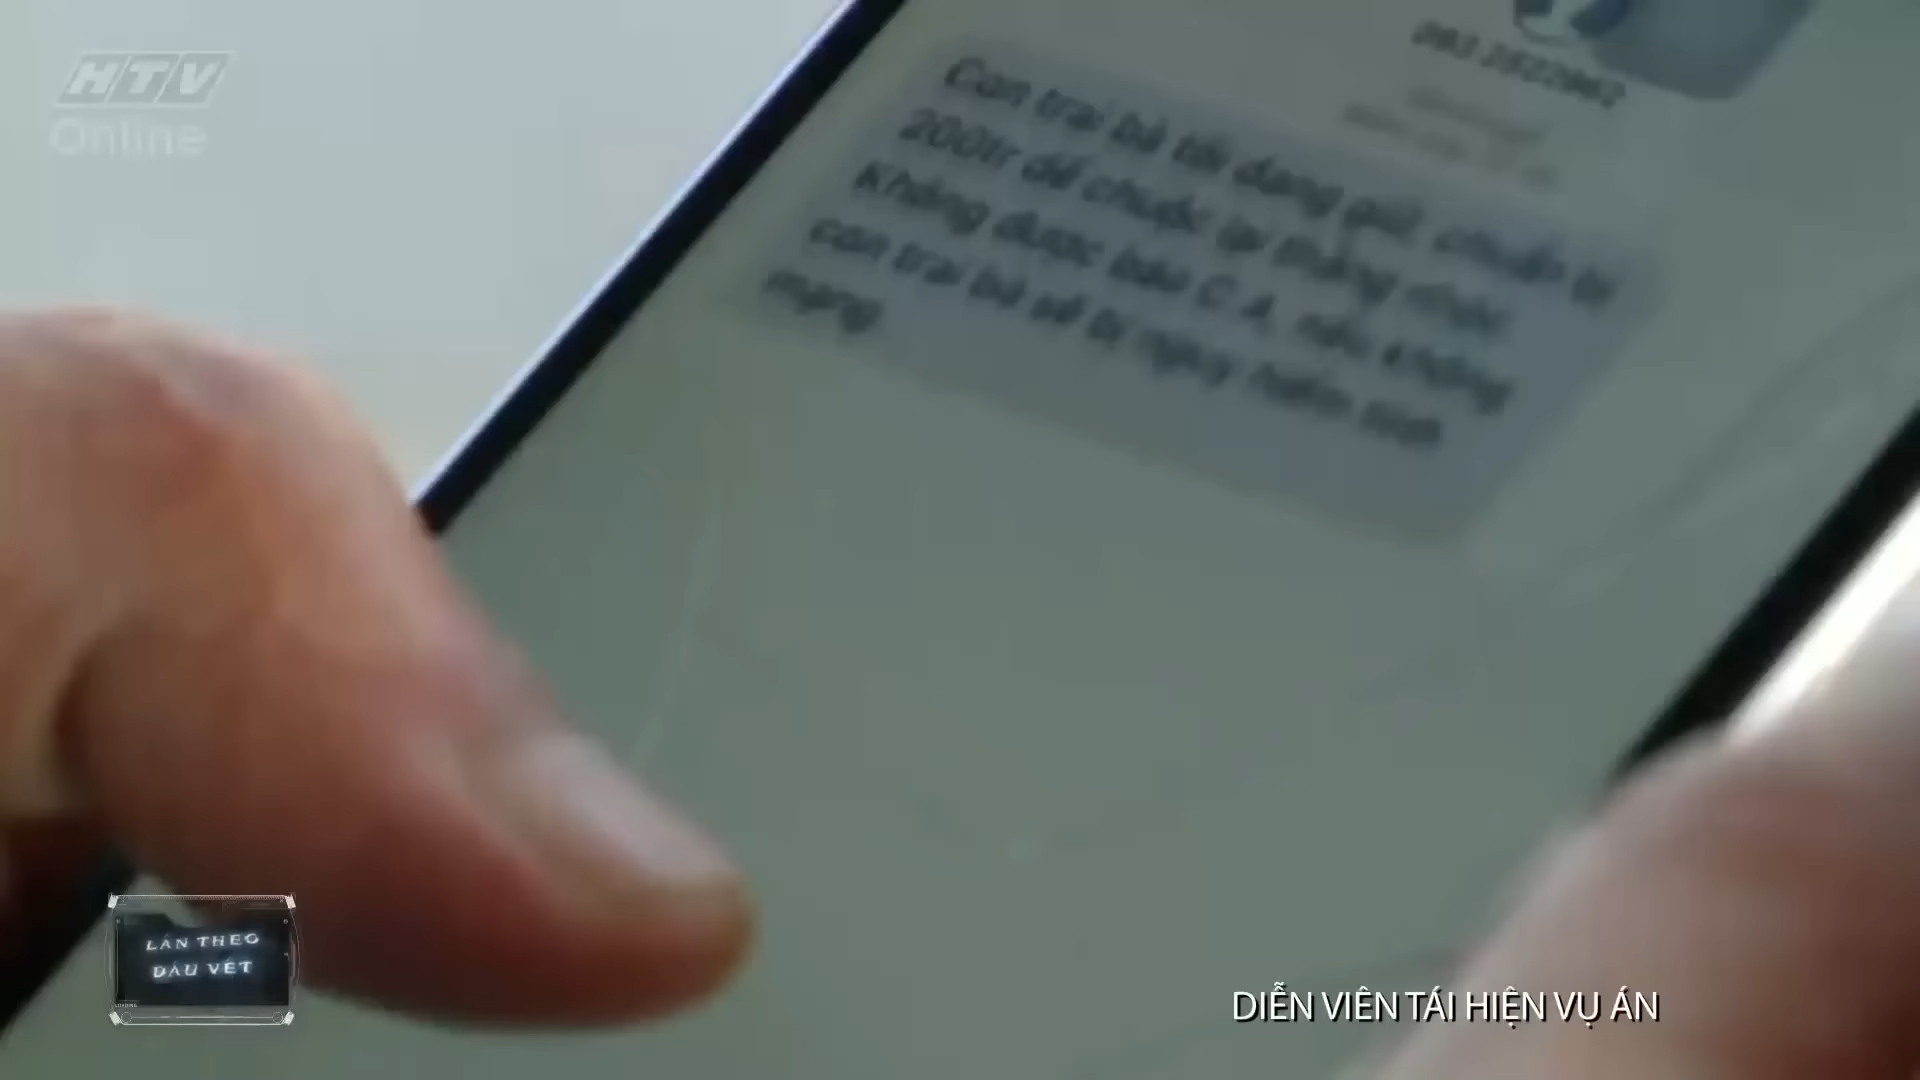 HTV
Online
Con trai bà tôi đang giữ, chuẩn bị
200tr để chuộc lại thằng nhóc
Không được báo C.A, nếu không
con trai bà sẽ bị nguy hiểm tính
mạng
LẦN THEO
DẤU VẾT
DIỄN VIÊN TÁI HIỆN VỤ ÁN